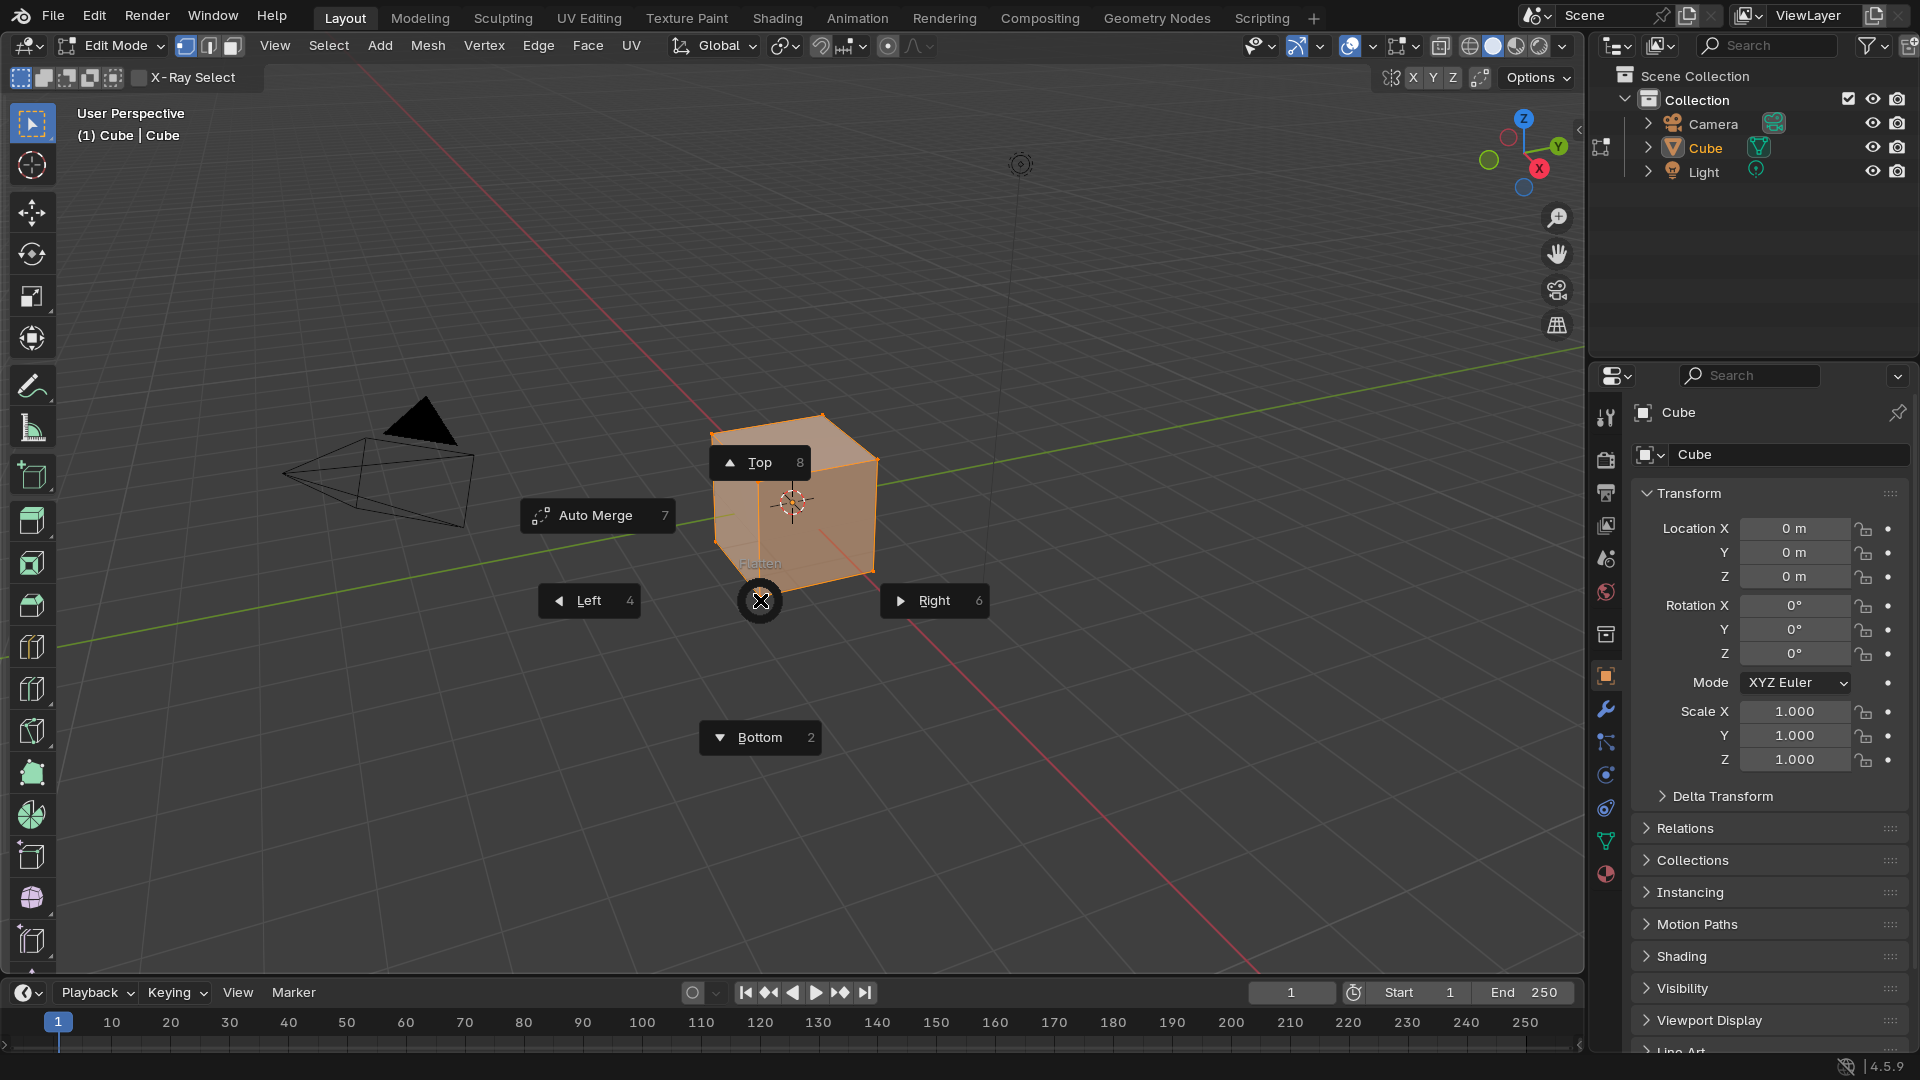 File Edit Render Window Help Layout Modeling Sculpting UV Editing Texture Paint Shading Animation Rendering Compositing Geometry Nodes Scripting Scene ViewLayer
Edit Mode View Select Add Mesh Vertex Edge Face UV Global Search
X-Ray Select X Y Z Options
Scene Collection
Collection
Camera
Cube
Light
User Perspective
(1) Cube | Cube
Z
Y
X
Top 8
Auto Merge 7
Flatten
Left 4
Right 6
Bottom 2
Search
Cube
Cube
Transform
Location X 0 m
Y 0 m
Z 0 m
Rotation X 0°
Y 0°
Z 0°
Mode XYZ Euler
Scale X 1.000
Y 1.000
Z 1.000
Delta Transform
Relations
Collections
Instancing
Motion Paths
Shading
Visibility
Viewport Display
Line Art
Playback Keying View Marker 1 Start 1 End 250
1 10 20 30 40 50 60 70 80 90 100 110 120 130 140 150 160 170 180 190 200 210 220 230 240 250
4.5.9